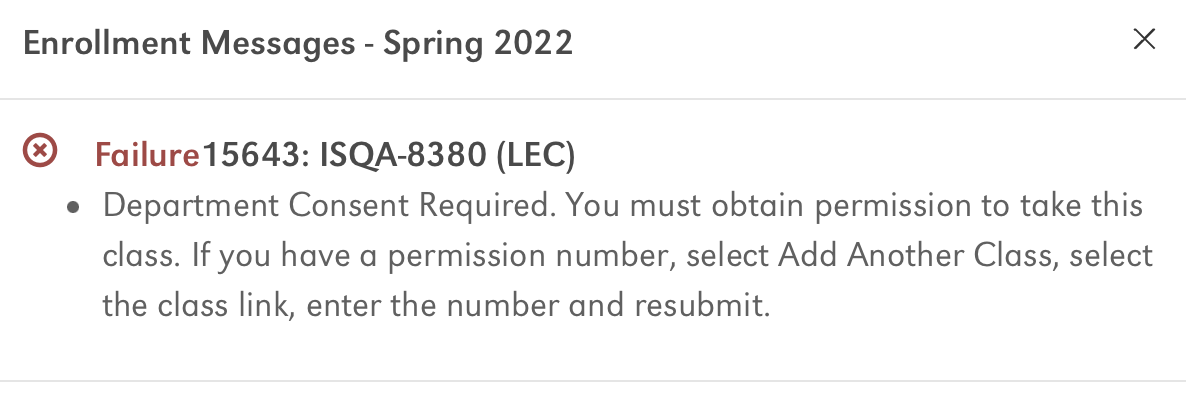 Enrollment Messages - Spring 2022
Failure15643: ISQA-8380 (LEC)
• Department Consent Required. You must obtain permission to take this
class. If you have a permission number, select Add Another Class, select
the class link, enter the number and resubmit.